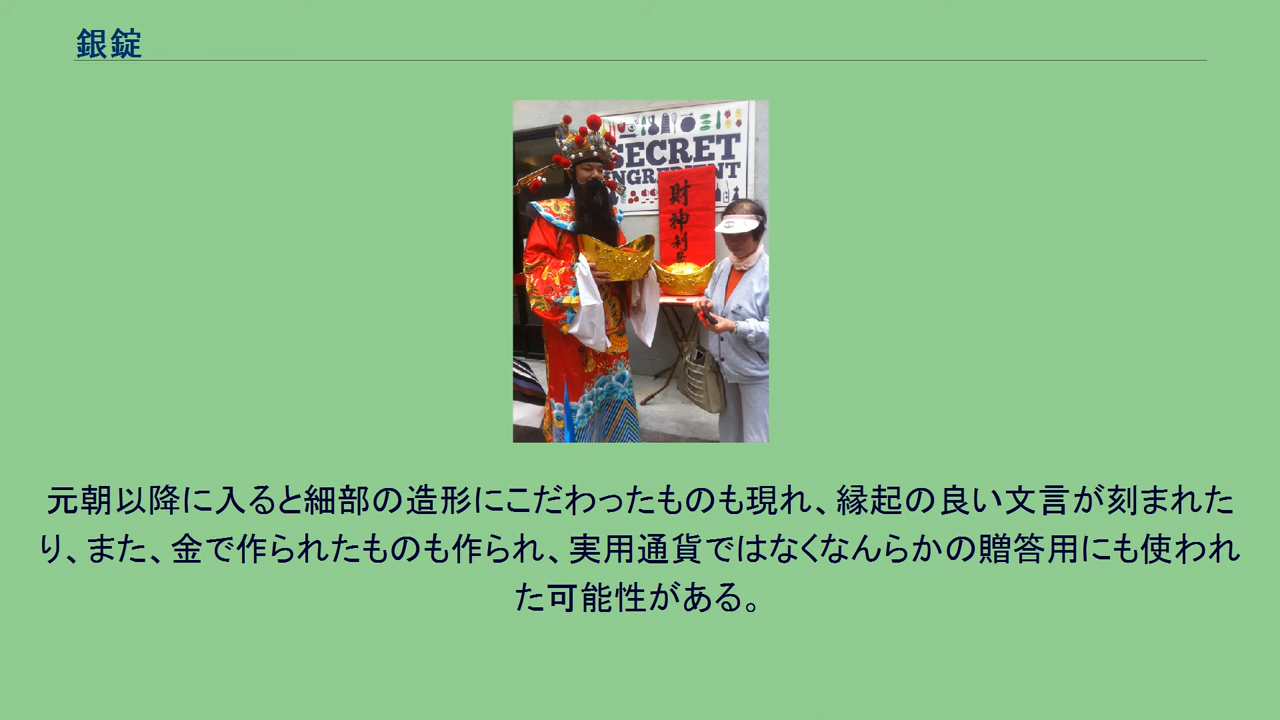 銀錠
SECRET
INGREDIENT
財神利
元朝以降に入ると細部の造形にこだわったものも現れ、縁起の良い文言が刻まれた
り、また、金で作られたものも作られ、実用通貨ではなくなんらかの贈答用にも使われ
た可能性がある。